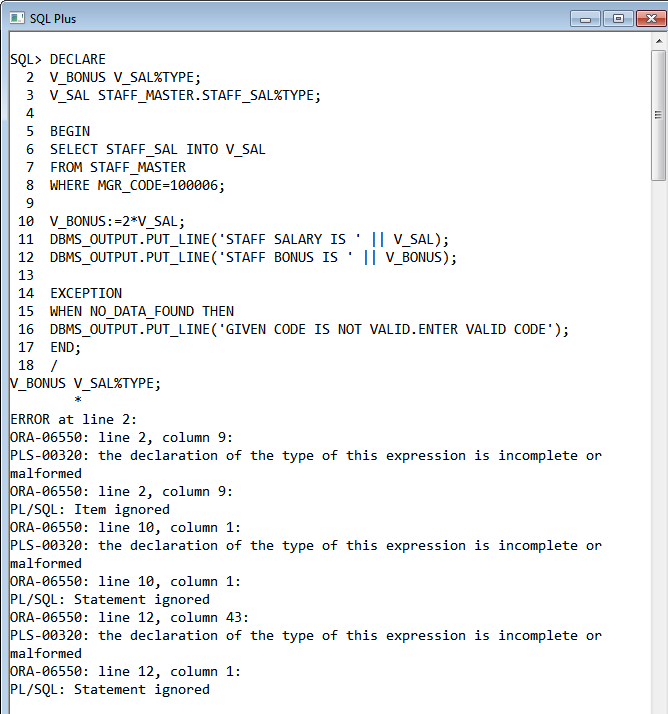 SQL Plus
SQL> DECLARE
2 V_BONUS V_SAL%TYPE;
3 V_SAL STAFF_MASTER.STAFF_SAL%TYPE;
4
5 BEGIN
6 SELECT STAFF_SAL INTO V_SAL
7 FROM STAFF_MASTER
8 WHERE MGR_CODE=100006;
9
10 V_BONUS:=2*V_SAL;
11 DBMS_OUTPUT.PUT_LINE('STAFF SALARY IS ' || V_SAL);
12 DBMS_OUTPUT.PUT_LINE('STAFF BONUS IS ' || V_BONUS);
13
14 EXCEPTION
15 WHEN NO_DATA_FOUND THEN
16 DBMS_OUTPUT.PUT_LINE('GIVEN CODE IS NOT VALID.ENTER VALID CODE');
17 END;
18 /
V_BONUS V_SAL%TYPE;
*
ERROR at line 2:
ORA-06550: line 2, column 9:
PLS-00320: the declaration of the type of this expression is incomplete or
malformed
ORA-06550: line 2, column 9:
PL/SQL: Item ignored
ORA-06550: line 10, column 1:
PLS-00320: the declaration of the type of this expression is incomplete or
malformed
ORA-06550: line 10, column 1:
PL/SQL: Statement ignored
ORA-06550: line 12, column 43:
PLS-00320: the declaration of the type of this expression is incomplete or
malformed
ORA-06550: line 12, column 1:
PL/SQL: Statement ignored